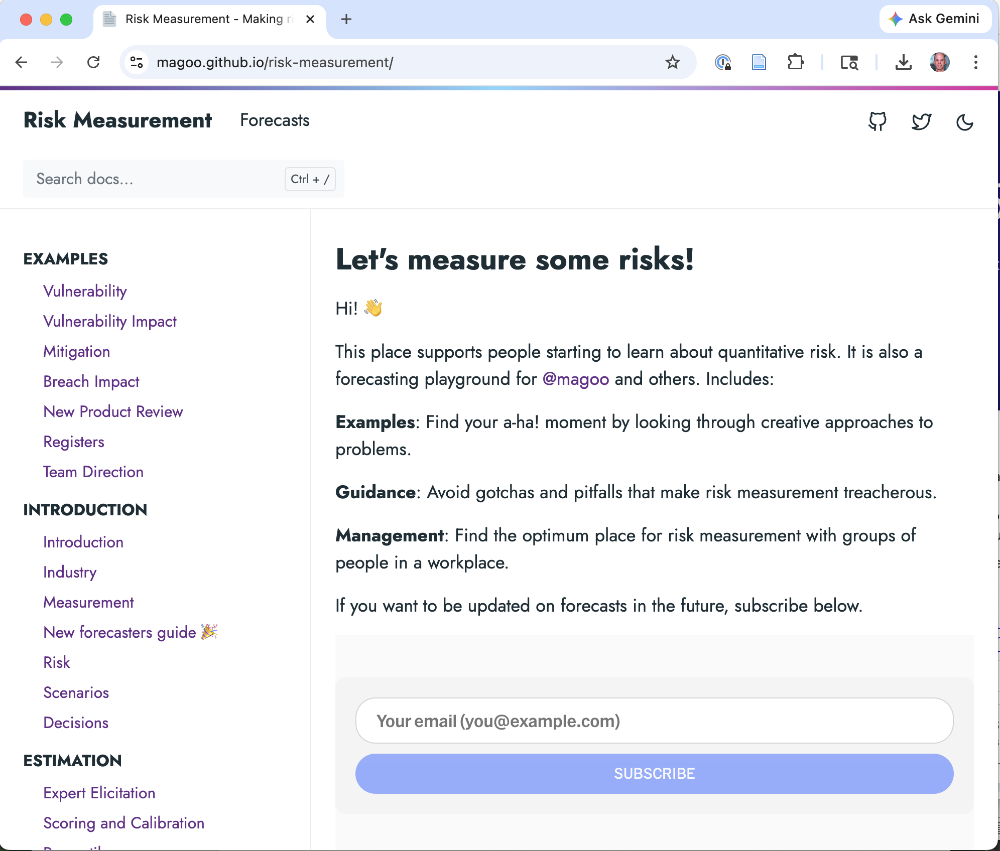 Risk Measurement - Making
Ask Gemini
magoo.github.io/risk-measurement/
Risk Measurement
Forecasts
Search docs...
Ctrl + /
EXAMPLES
Vulnerability
Vulnerability Impact
Mitigation
Breach Impact
New Product Review
Registers
Team Direction
INTRODUCTION
Introduction
Industry
Measurement
New forecasters guide 🎉
Risk
Scenarios
Decisions
ESTIMATION
Expert Elicitation
Scoring and Calibration
Let's measure some risks!
Hi! 👋
This place supports people starting to learn about quantitative risk. It is also a
forecasting playground for @magoo and others. Includes:
Examples: Find your a-ha! moment by looking through creative approaches to
problems.
Guidance: Avoid gotchas and pitfalls that make risk measurement treacherous.
Management: Find the optimum place for risk measurement with groups of
people in a workplace.
If you want to be updated on forecasts in the future, subscribe below.
Your email (you@example.com)
SUBSCRIBE